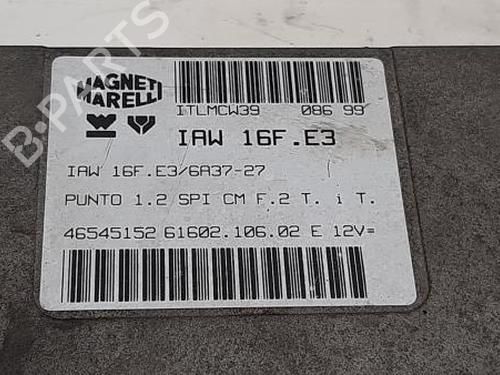 MAGNETI
MARELLI
ITLMCW39 086 99
IAW 16F.E3
IAW 16F.E3/6A37-27
PUNTO 1.2 SPI CM F.2 T. i T.
46545152 61602.106.02 E 12V=
B-PARTS